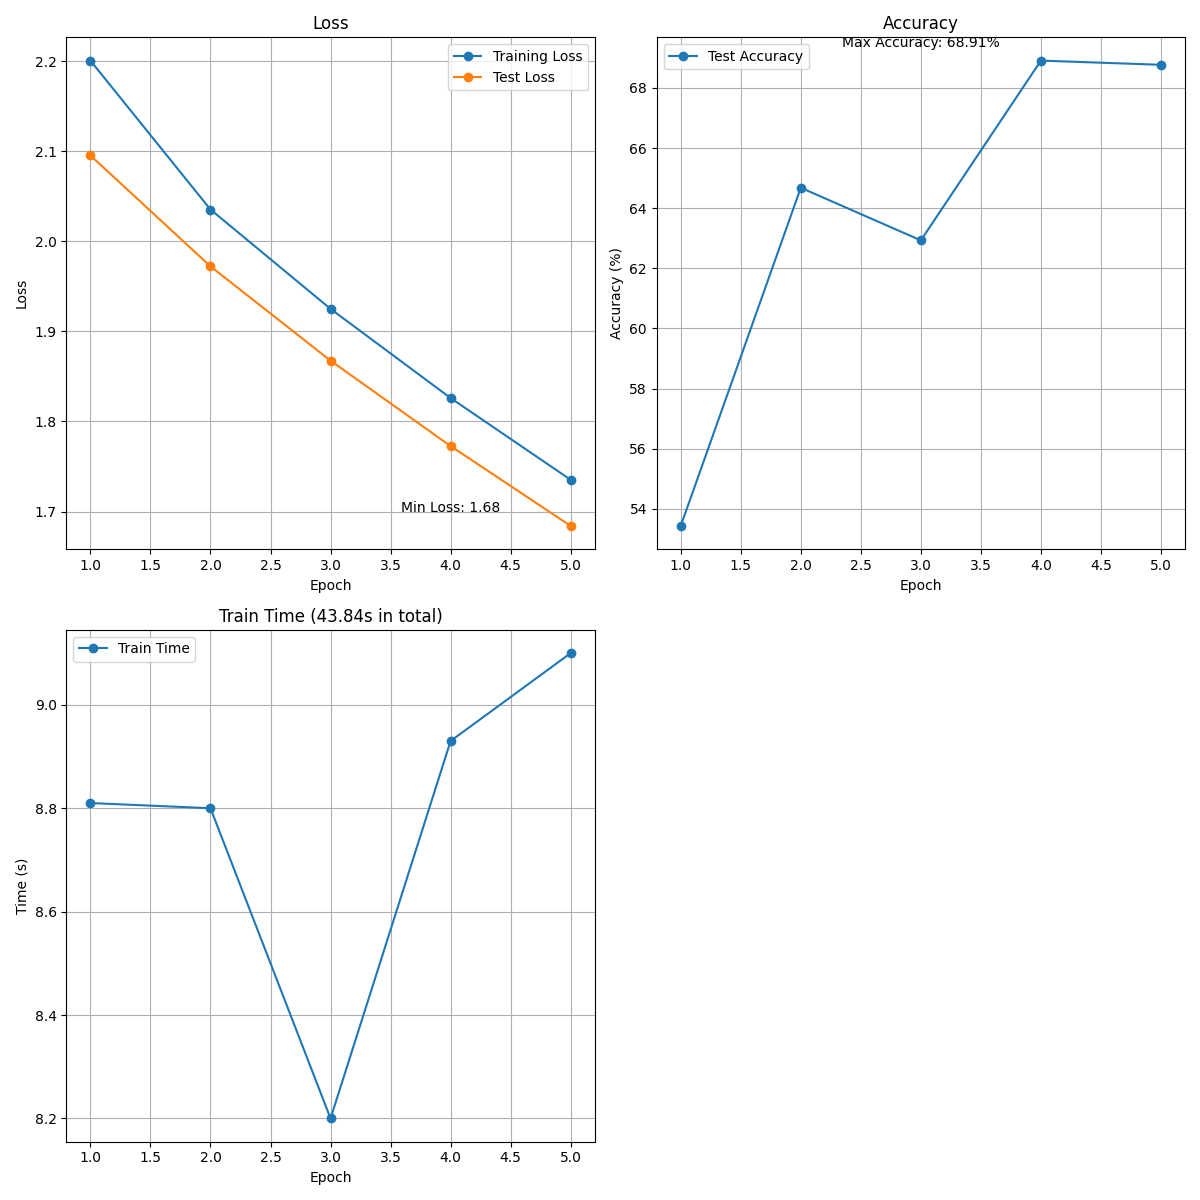 Loss
Training Loss
Test Loss
2.2
2.1
2.0
1.9
1.8
1.7
Loss
Min Loss: 1.68
1.0 1.5 2.0 2.5 3.0 3.5 4.0 4.5 5.0
Epoch
Accuracy
Max Accuracy: 68.91%
Test Accuracy
68
66
64
62
60
58
56
54
Accuracy (%)
1.0 1.5 2.0 2.5 3.0 3.5 4.0 4.5 5.0
Epoch
Train Time (43.84s in total)
Train Time
9.0
8.8
8.6
8.4
8.2
Time (s)
1.0 1.5 2.0 2.5 3.0 3.5 4.0 4.5 5.0
Epoch